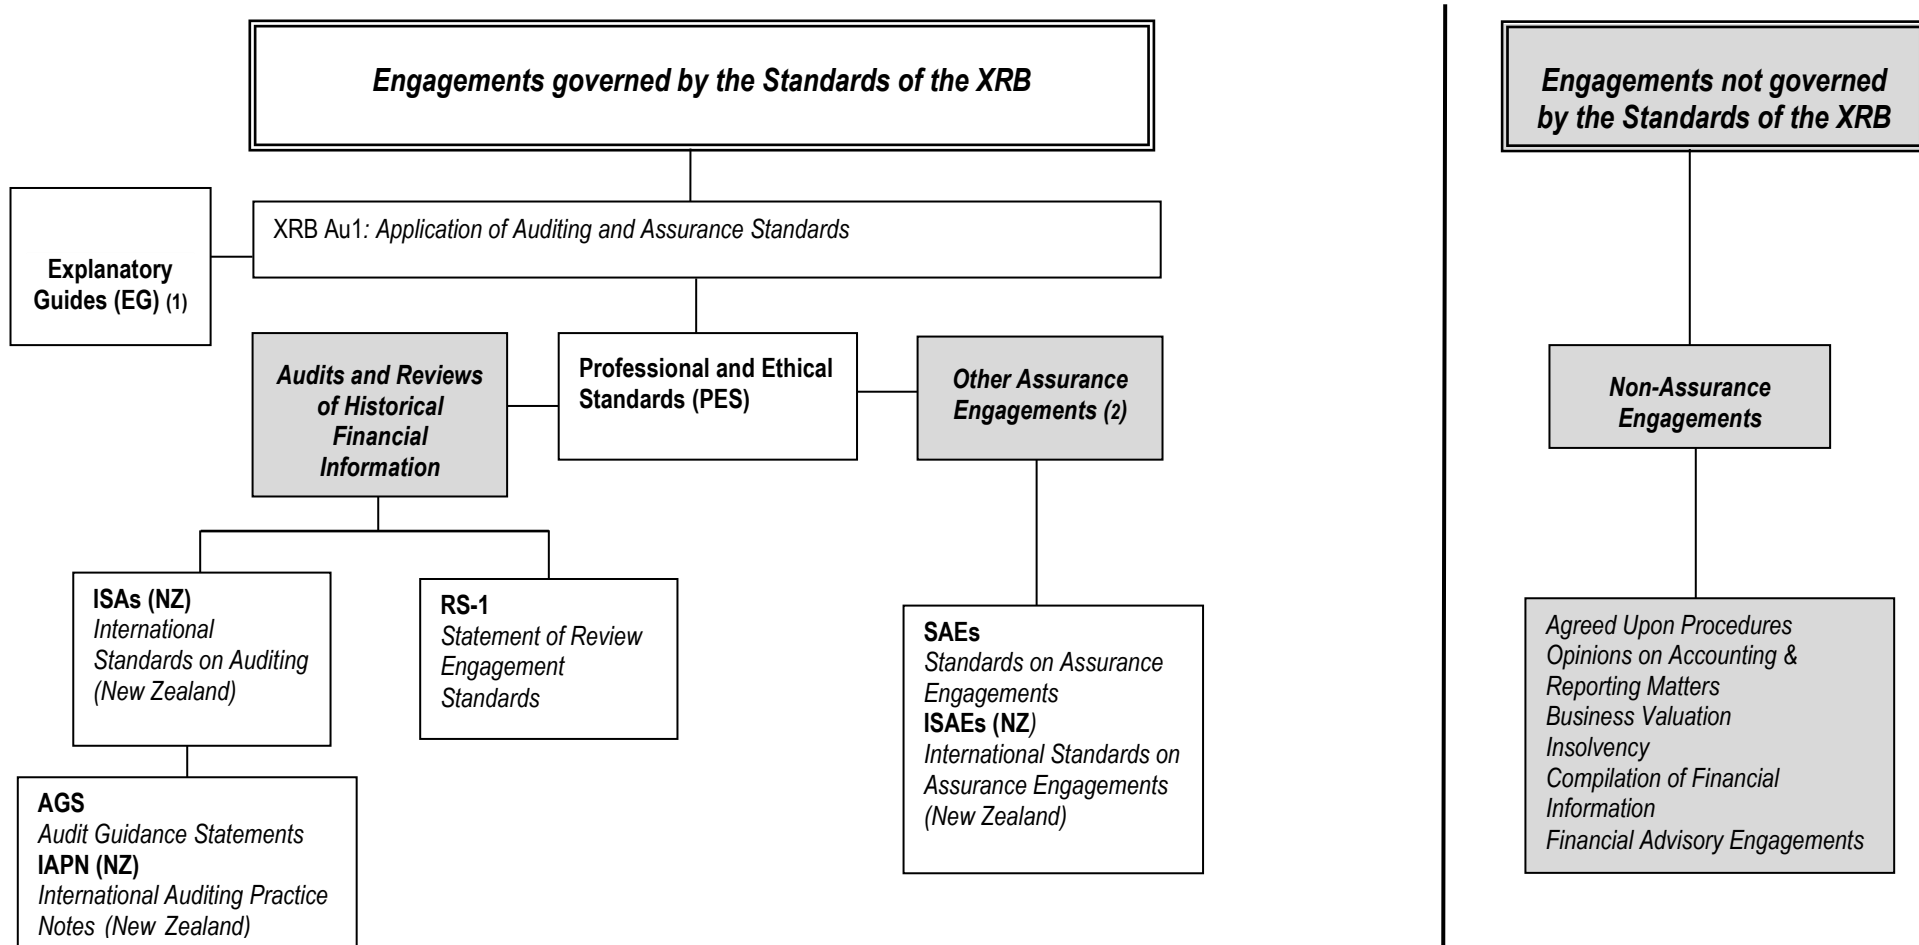 Engagements governed by the Standards of the XRB
Engagements not governed
by the Standards of the XRB
XRB Au1: Application of Auditing and Assurance Standards
Explanatory
Guides (EG) (1)
Audits and Reviews
of Historical
Financial
Information
Professional and Ethical
Standards (PES)
Other Assurance
Engagements (2)
Non-Assurance
Engagements
ISAs (NZ)
International
Standards on Auditing
(New Zealand)
RS-1
Statement of Review
Engagement
Standards
SAEs
Standards on Assurance
Engagements
ISAEs (NZ)
International Standards on
Assurance Engagements
(New Zealand)
Agreed Upon Procedures
Opinions on Accounting &
Reporting Matters
Business Valuation
Insolvency
Compilation of Financial
Information
Financial Advisory Engagements
AGS
Audit Guidance Statements
IAPN (NZ)
International Auditing Practice
Notes (New Zealand)